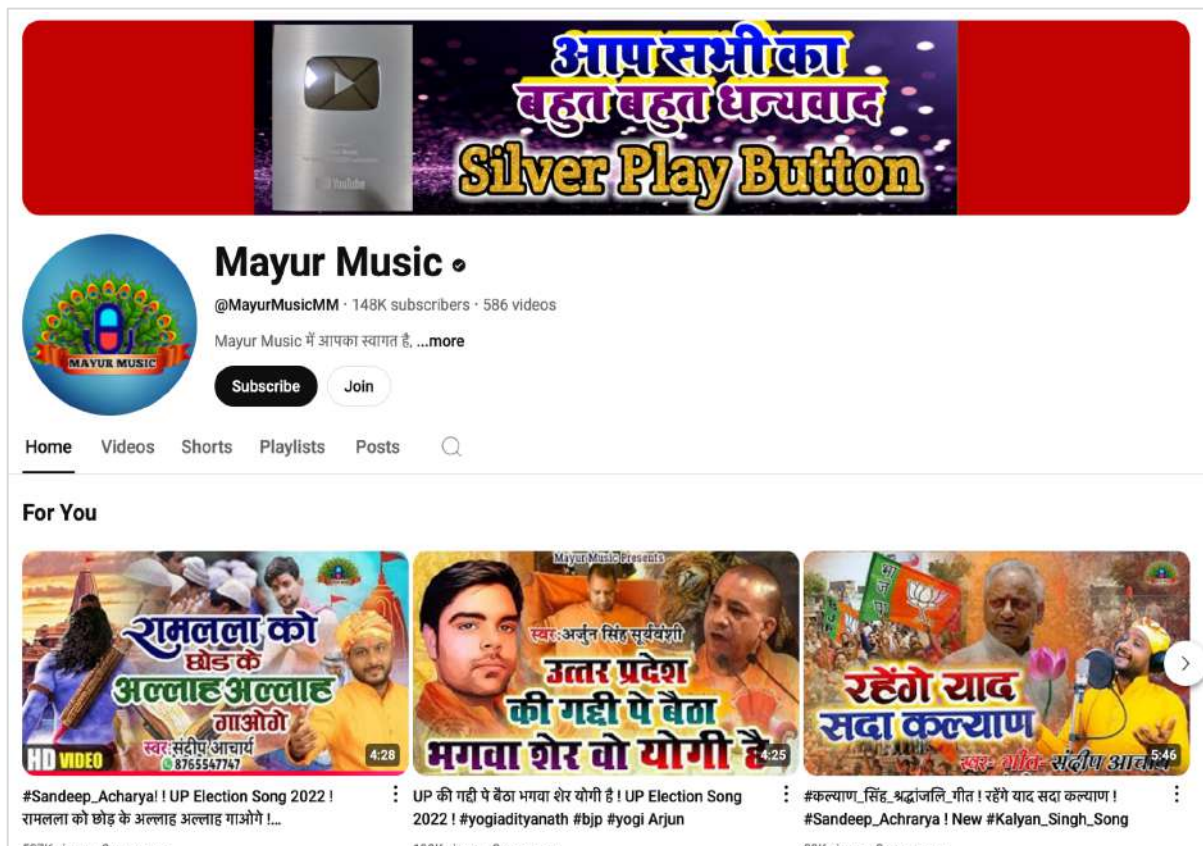 आप सभी का
बहुत बहुत धन्यवाद
Silver Play Button
YouTube
Mayur Music
@MayurMusicMM · 148K subscribers · 586 videos
Mayur Music में आपका स्वागत है, ...more
MAYUR MUSIC
Subscribe
Join
Home
Videos
Shorts
Playlists
Posts
For You
रामलला को
छोड के
अल्लाह अल्लाह
गाओगे
स्वर:संदीप आचार्य
8765547747
HD VIDEO
4:28
Mayur Music Presents
स्वर:अर्जुन सिंह सूर्यवंशी
उत्तर प्रदेश
की गद्दी पे बैठा
भगवा शेर वो योगी है
4:25
भाजपा
रहेंगे याद
सदा कल्याण
स्वर- गीत- संदीप
5:46
#Sandeep_Acharya! ! UP Election Song 2022 !
रामलला को छोड़ के अल्लाह अल्लाह गाओगे !...
UP की गद्दी पे बैठा भगवा शेर योगी है ! UP Election Song
2022 ! #yogiadityanath #bjp #yogi Arjun
#कल्याण_सिंह_श्रद्धांजलि_गीत ! रहेंगे याद सदा कल्याण !
#Sandeep_Achrarya ! New #Kalyan_Singh_Song